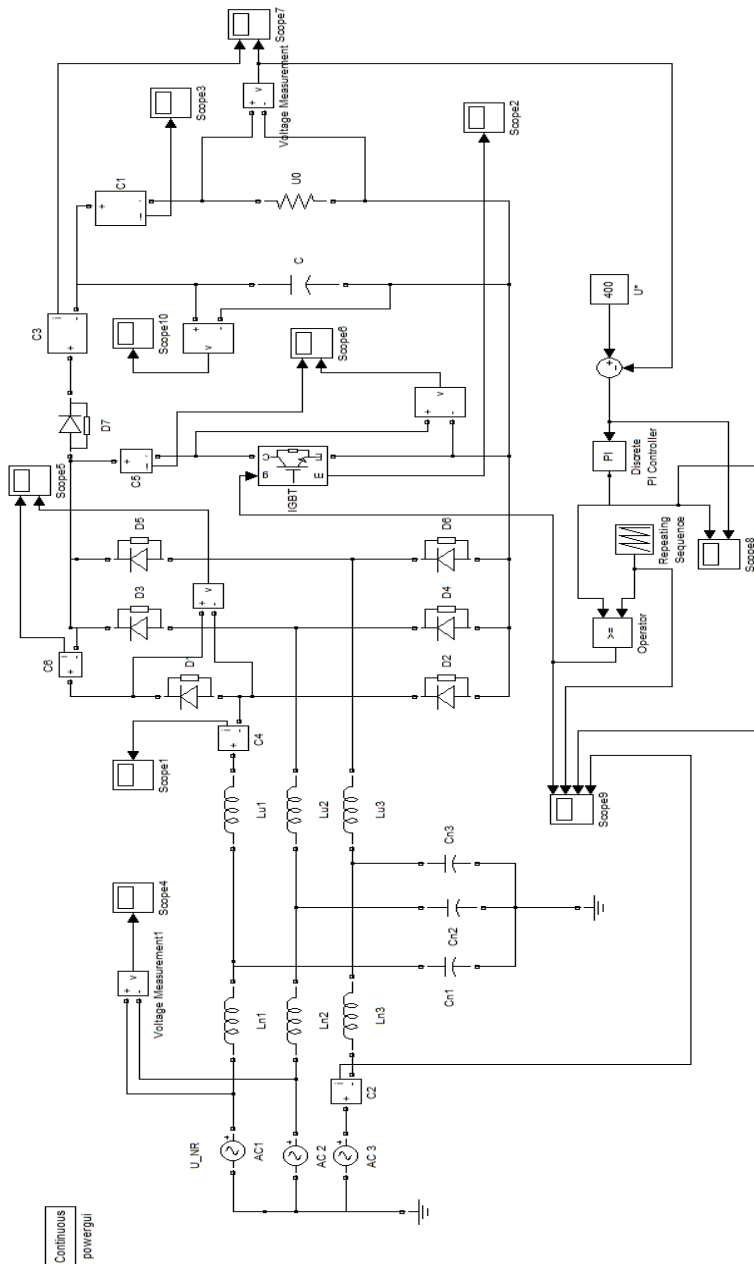 Continuous
powergui
Scope4
Voltage Measurement1
U_NR
AC1
AC 2
AC 3
C2
Ln1
Ln2
Ln3
Cn1
Cn2
Cn3
Lu1
Lu2
Lu3
Scope1
C4
Scope5
C6
D1
D3
D5
D2
D4
D6
D7
C5
IGBT
C3
Scope10
Scope6
C
C1
Scope3
U0
Voltage Measurement
Scope7
Scope2
400
U*
PI
Discrete
PI Controller
Repeating
Sequence
>=
Operator
Scope8
Scope9